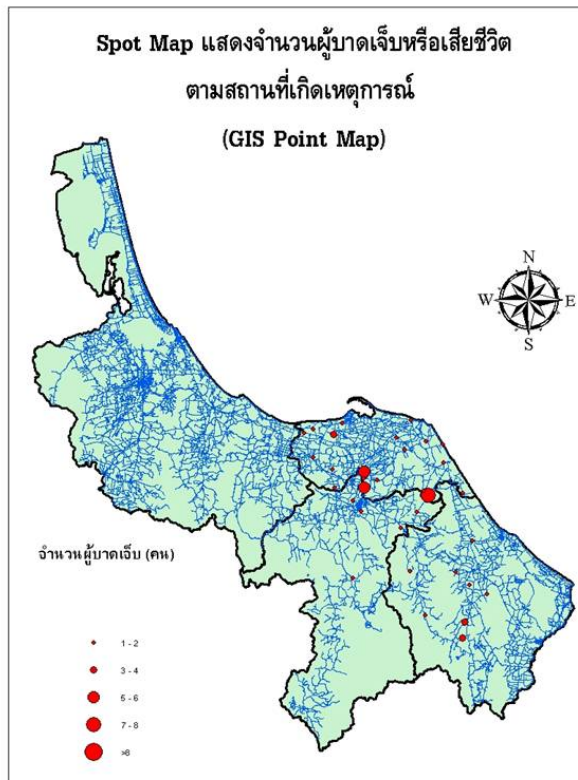 Spot Map แสดงจำนวนผู้บาดเจ็บหรือเสียชีวิต
ตามสถานที่เกิดเหตุการณ์
(GIS Point Map)
N
W E
S
จำนวนผู้บาดเจ็บ (คน)
1 - 2
3 - 4
5 - 6
7 - 8
>8